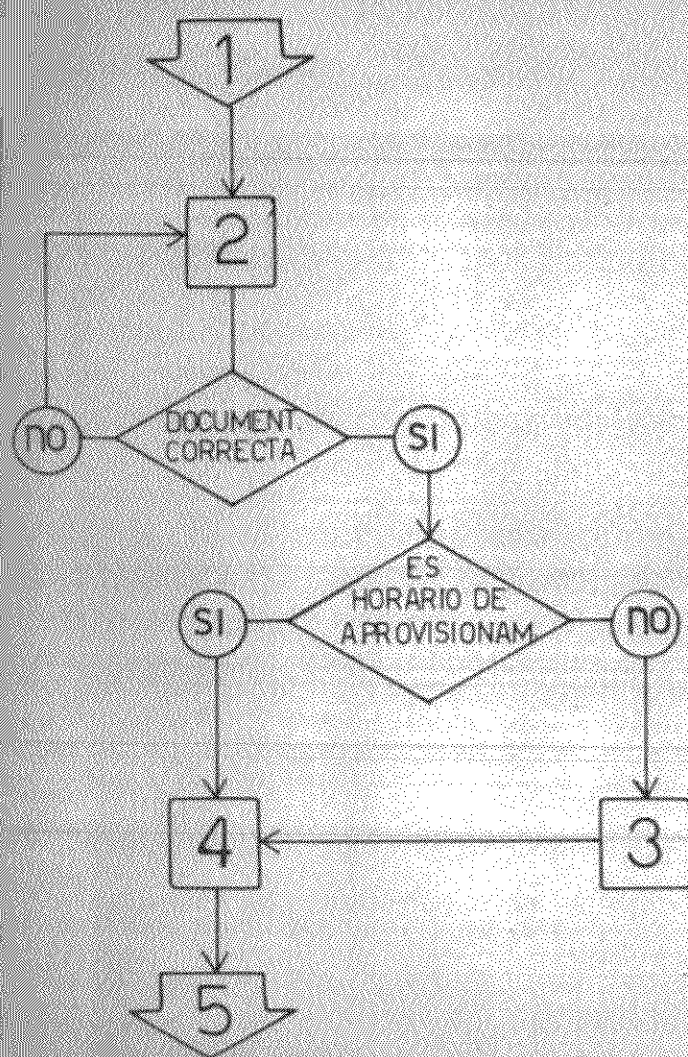 1
2
DOCUMENT.
CORRECTA
no
SI
ES
HORARIO DE
APROVISIONAM.
SI
no
4
3
5